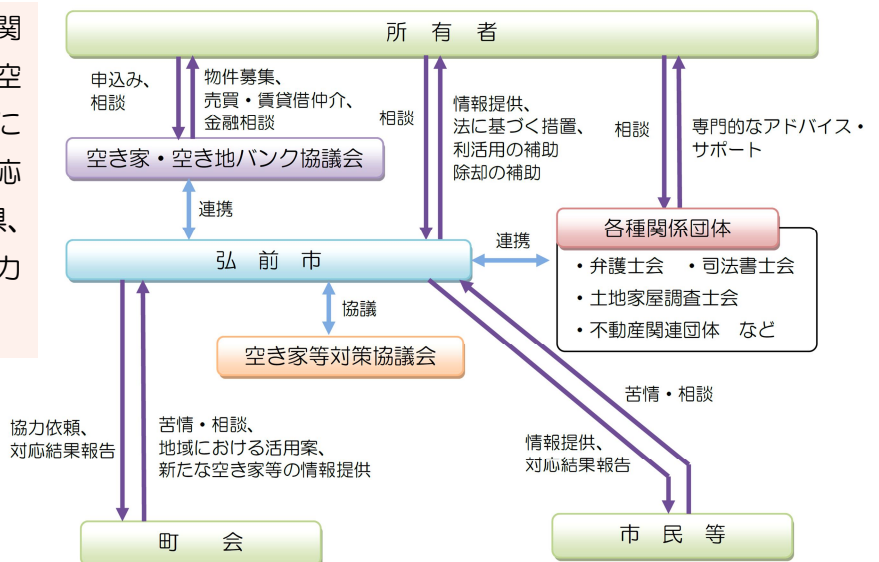 関
空
に
応
県、
力
所有者
申込み、
相談
物件募集、
売買・賃貸借仲介、
金融相談
相談
情報提供、
法に基づく措置、
利活用の補助
除却の補助
相談
専門的なアドバイス・
サポート
空き家・空き地バンク協議会
連携
各種関係団体
・弁護士会 ・司法書士会
・土地家屋調査士会
・不動産関連団体 など
弘前市
連携
協議
空き家等対策協議会
協力依頼、
対応結果報告
苦情・相談、
地域における活用案、
新たな空き家等の情報提供
苦情・相談
情報提供、
対応結果報告
町会
市民等